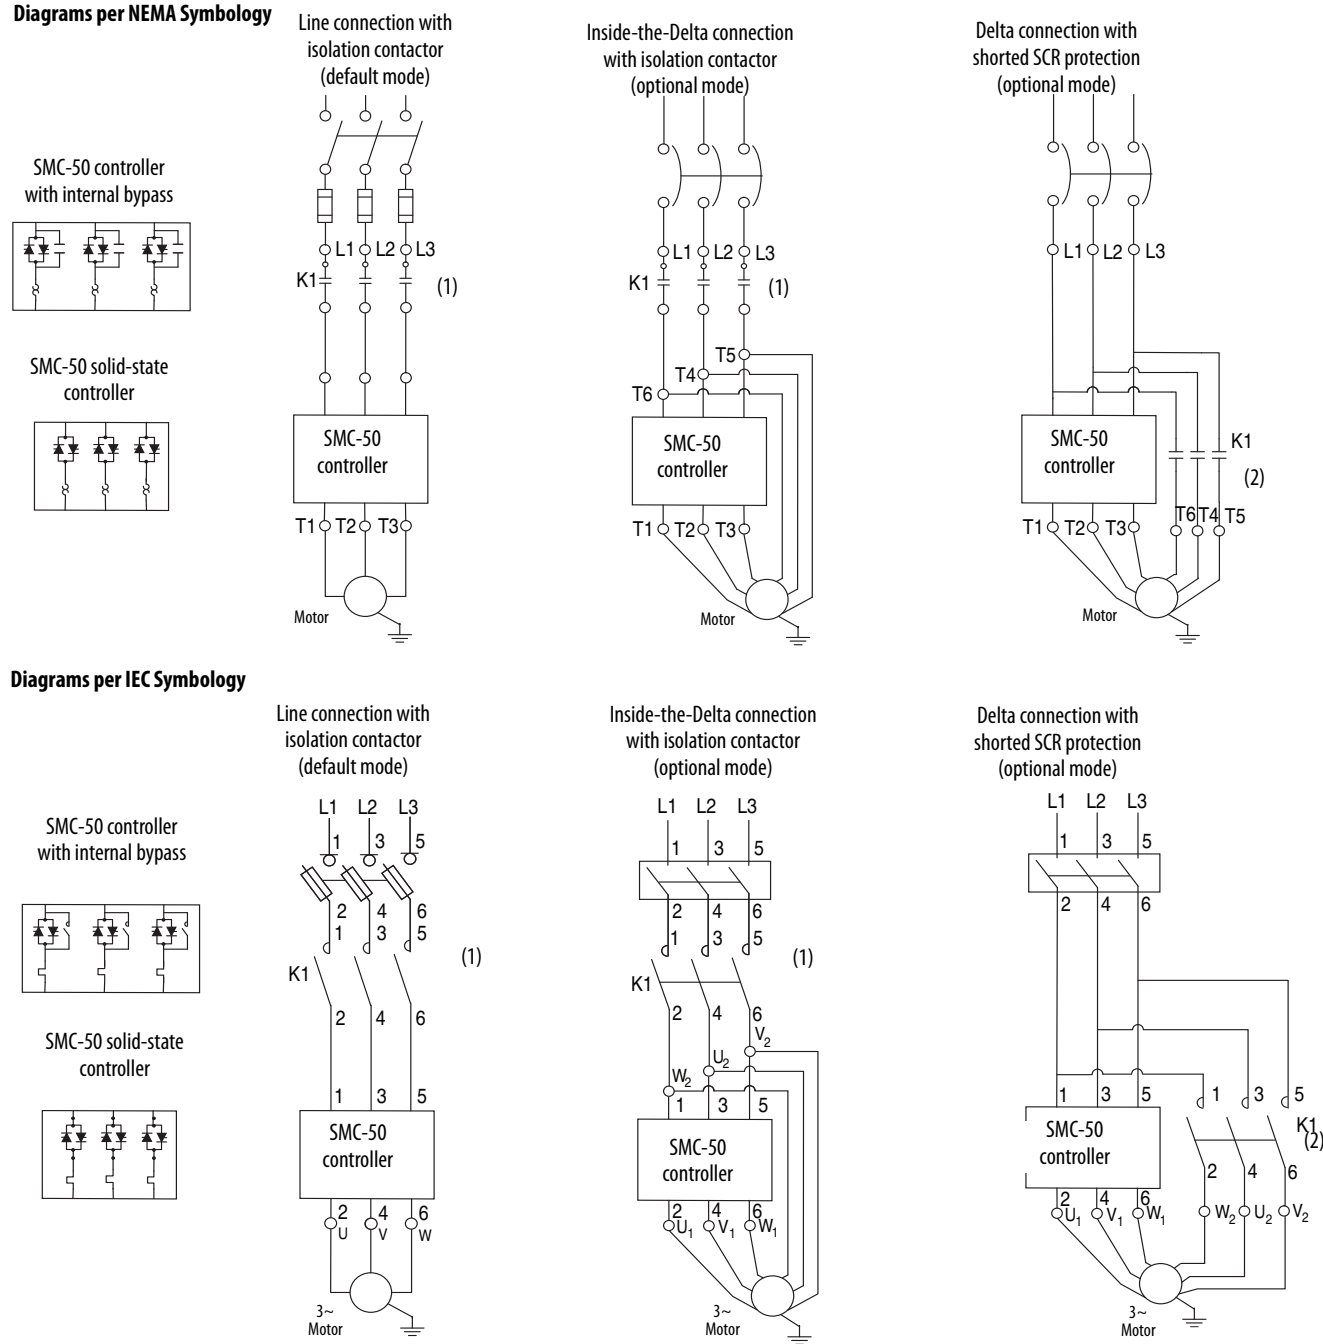 Diagrams per NEMA Symbology
Line connection with
isolation contactor
(default mode)
Inside-the-Delta connection
with isolation contactor
(optional mode)
Delta connection with
shorted SCR protection
(optional mode)
SMC-50 controller
with internal bypass
SMC-50 solid-state
controller
L1 L2 L3
K1 (1)
SMC-50
controller
T1 T2 T3
Motor
L1 L2 L3
K1 (1)
T5
T4
T6
SMC-50
controller
T1 T2 T3
Motor
L1 L2 L3
K1
(2)
SMC-50
controller
T1 T2 T3 T6 T4 T5
Motor
Diagrams per IEC Symbology
Line connection with
isolation contactor
(default mode)
Inside-the-Delta connection
with isolation contactor
(optional mode)
Delta connection with
shorted SCR protection
(optional mode)
SMC-50 controller
with internal bypass
SMC-50 solid-state
controller
L1 L2 L3
1 3 5
2 4 6
1 3 5
(1)
K1
2 4 6
1 3 5
SMC-50
controller
2 4 6
U V W
3~
Motor
L1 L2 L3
1 3 5
2 4 6
1 3 5
(1)
K1
2 4 6
V2
U2
W2
1 3 5
SMC-50
controller
2 4 6
U1 V1 W1
3~
Motor
L1 L2 L3
1 3 5
2 4 6
1 3 5
1 3 5
K1
(2)
SMC-50
controller
2 4 6
2 4 6
U1 V1 W1 W2 U2 V2
3~
Motor